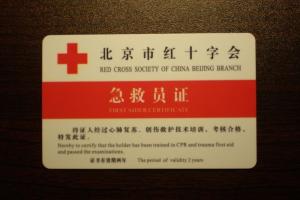 北京市红十字会
RED CROSS SOCIETY OF CHINA BEIJING BRANCH
急救员证
FIRST AIDER CERTIFICATE
持证人经过心肺复苏、创伤救护技术培训，考核合格，
特发此证。
Hereby to certify that the holder has been trained in CPR and trauma first aid
and passed the examinations.
证书有效期两年 The period of validity 2 years